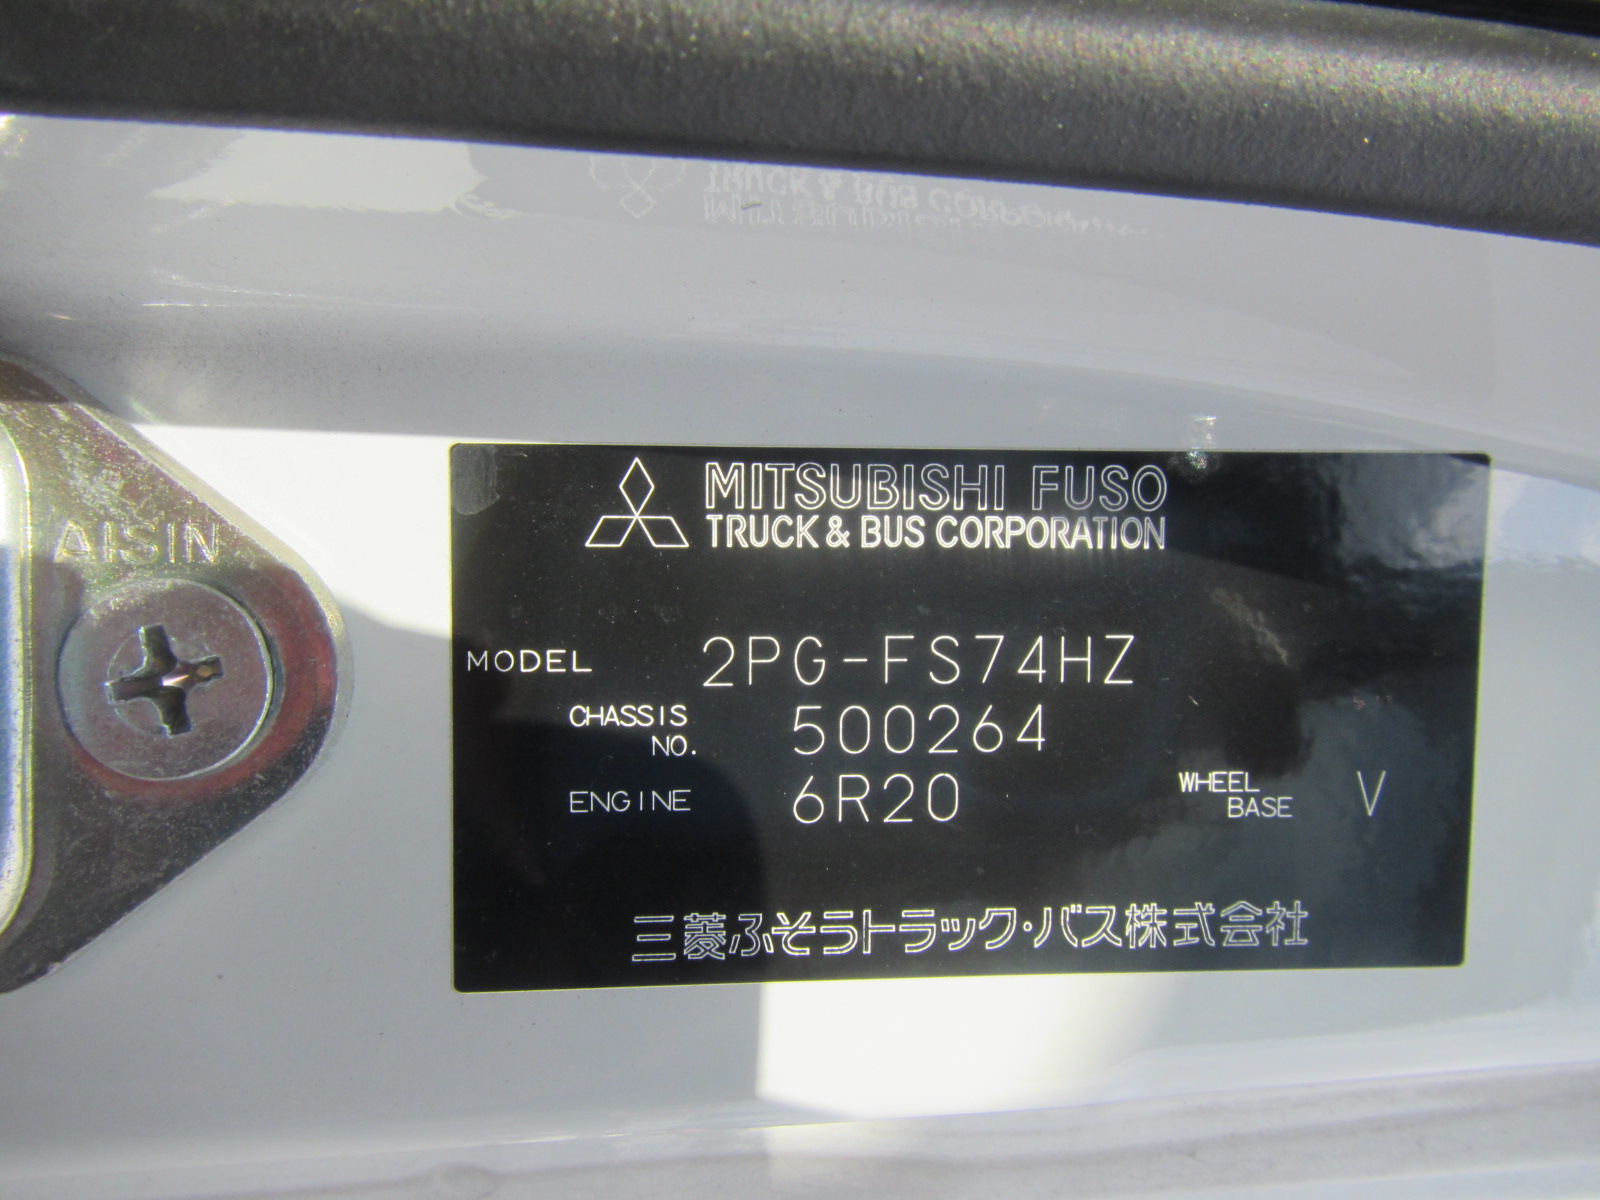 MITSUBISHI FUSO
TRUCK & BUS CORPORATION
AISIN
MODEL 2PG-FS74HZ
CHASSIS NO. 500264
ENGINE 6R20 WHEEL BASE V
三菱ふそうトラック・バス株式会社